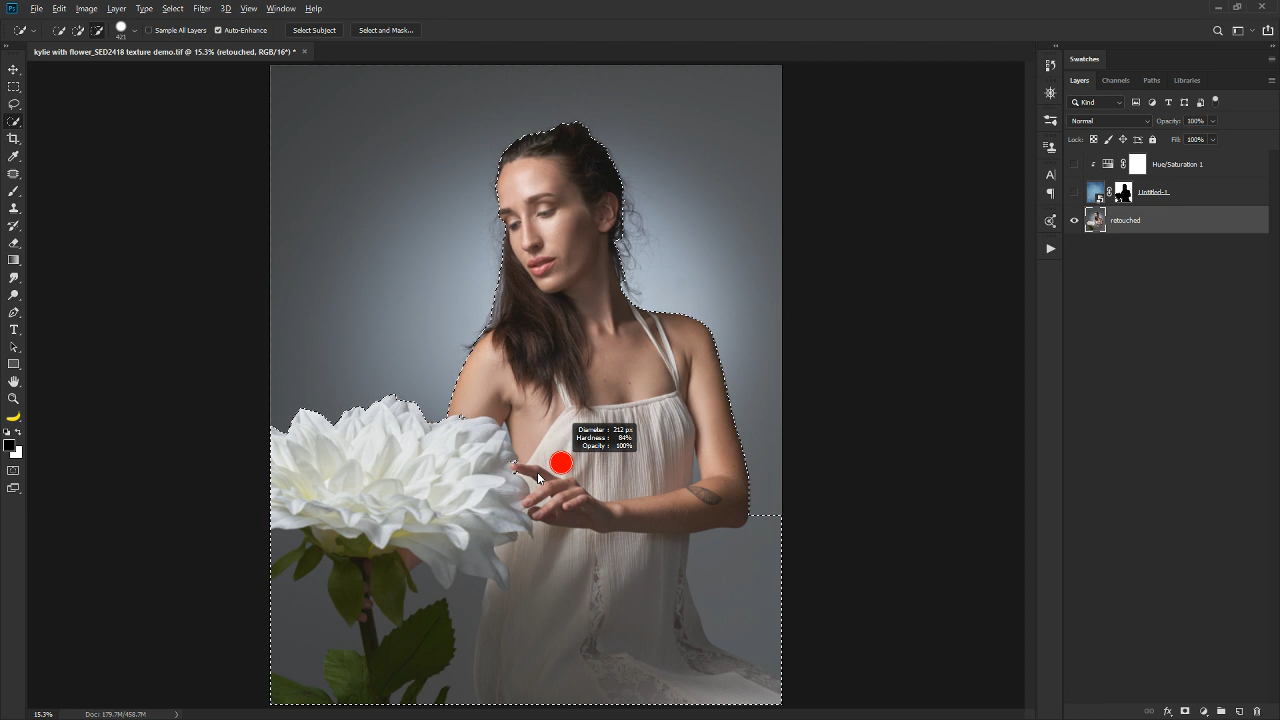 Ps File Edit Image Layer Type Select Filter 3D View Window Help
421 Sample All Layers Auto-Enhance Select Subject Select and Mask...
kylie with flower_SED2418 texture demo.tif @ 15.3% (retouched, RGB/16*) * ×
Swatches
Layers Channels Paths Libraries
Kind
Normal Opacity: 100%
Lock: Fill: 100%
Hue/Saturation 1
Untitled-1
retouched
Diameter : 212 px
Hardness : 84%
Opacity : 100%
15.3% Doc: 179.7M/458.7M